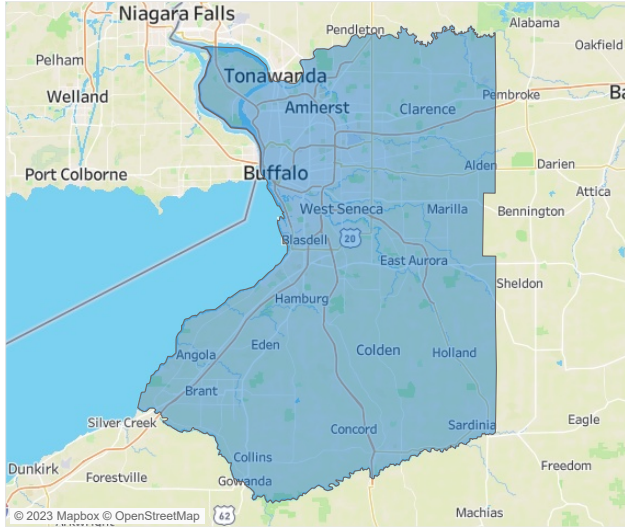 Niagara Falls
Alabama
Pendleton
Oakfield
Pelham
Tonawanda
Welland
Pembroke
Amherst
Clarence
Ba
Port Colborne
Buffalo
Alden
Darien
Attica
West Seneca
Marilla
Bennington
Blasdell
20
East Aurora
Sheldon
Hamburg
Eden
Colden
Holland
Angola
Brant
Silver Creek
Concord
Sardinia
Eagle
Collins
Dunkirk
Forestville
Gowanda
Freedom
62
Machias
© 2023 Mapbox © OpenStreetMap